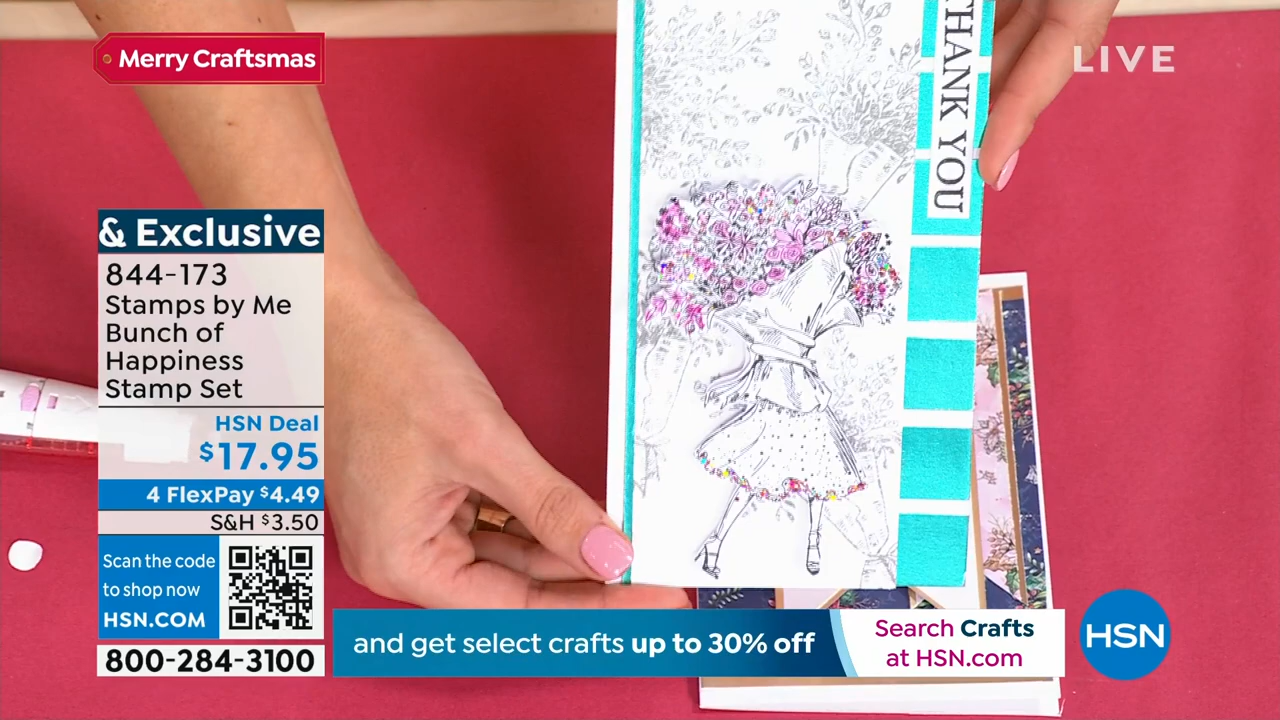 Merry Craftsmas
LIVE
THANK YOU
& Exclusive
844-173
Stamps by Me
Bunch of
Happiness
Stamp Set
HSN Deal
$17.95
4 FlexPay $4.49
S&H $3.50
Scan the code
to shop now
HSN.COM
800-284-3100
and get select crafts up to 30% off
Search Crafts
at HSN.com
HSN